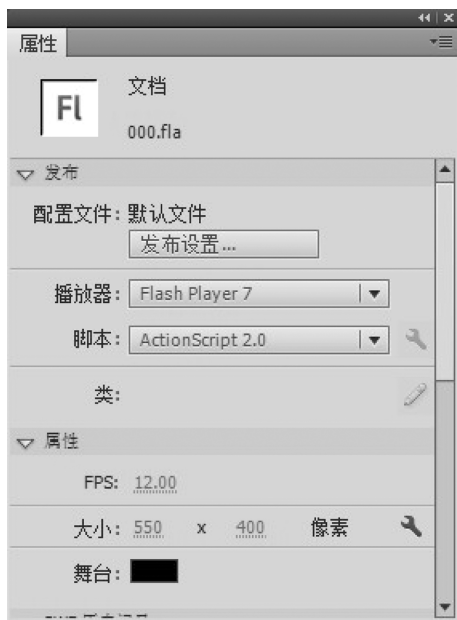 属性
Fl
文档
000.fla
发布
配置文件: 默认文件
发布设置...
播放器: Flash Player 7
脚本: ActionScript 2.0
类:
属性
FPS: 12.00
大小: 550 x 400 像素
舞台: